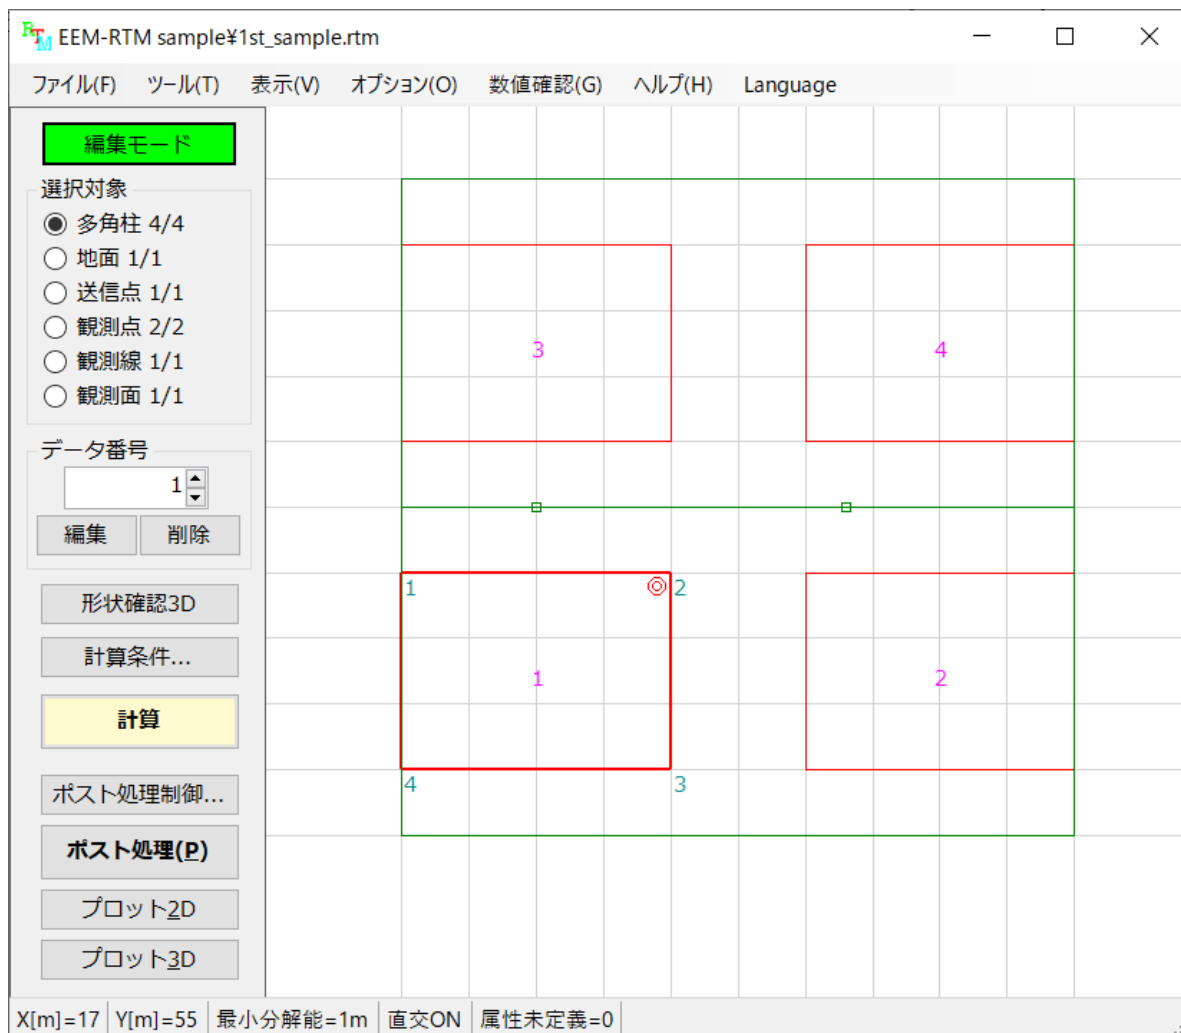 RTM EEM-RTM sample¥1st_sample.rtm
ファイル(F) ツール(T) 表示(V) オプション(O) 数値確認(G) ヘルプ(H) Language
編集モード
選択対象
多角柱 4/4
地面 1/1
送信点 1/1
観測点 2/2
観測線 1/1
観測面 1/1
データ番号
1
編集 削除
形状確認3D
計算条件...
計算
ポスト処理制御...
ポスト処理(P)
プロット2D
プロット3D
3 4
1 2
1 2
4 3
X[m]=17 Y[m]=55 最小分解能=1m 直交ON 属性未定義=0